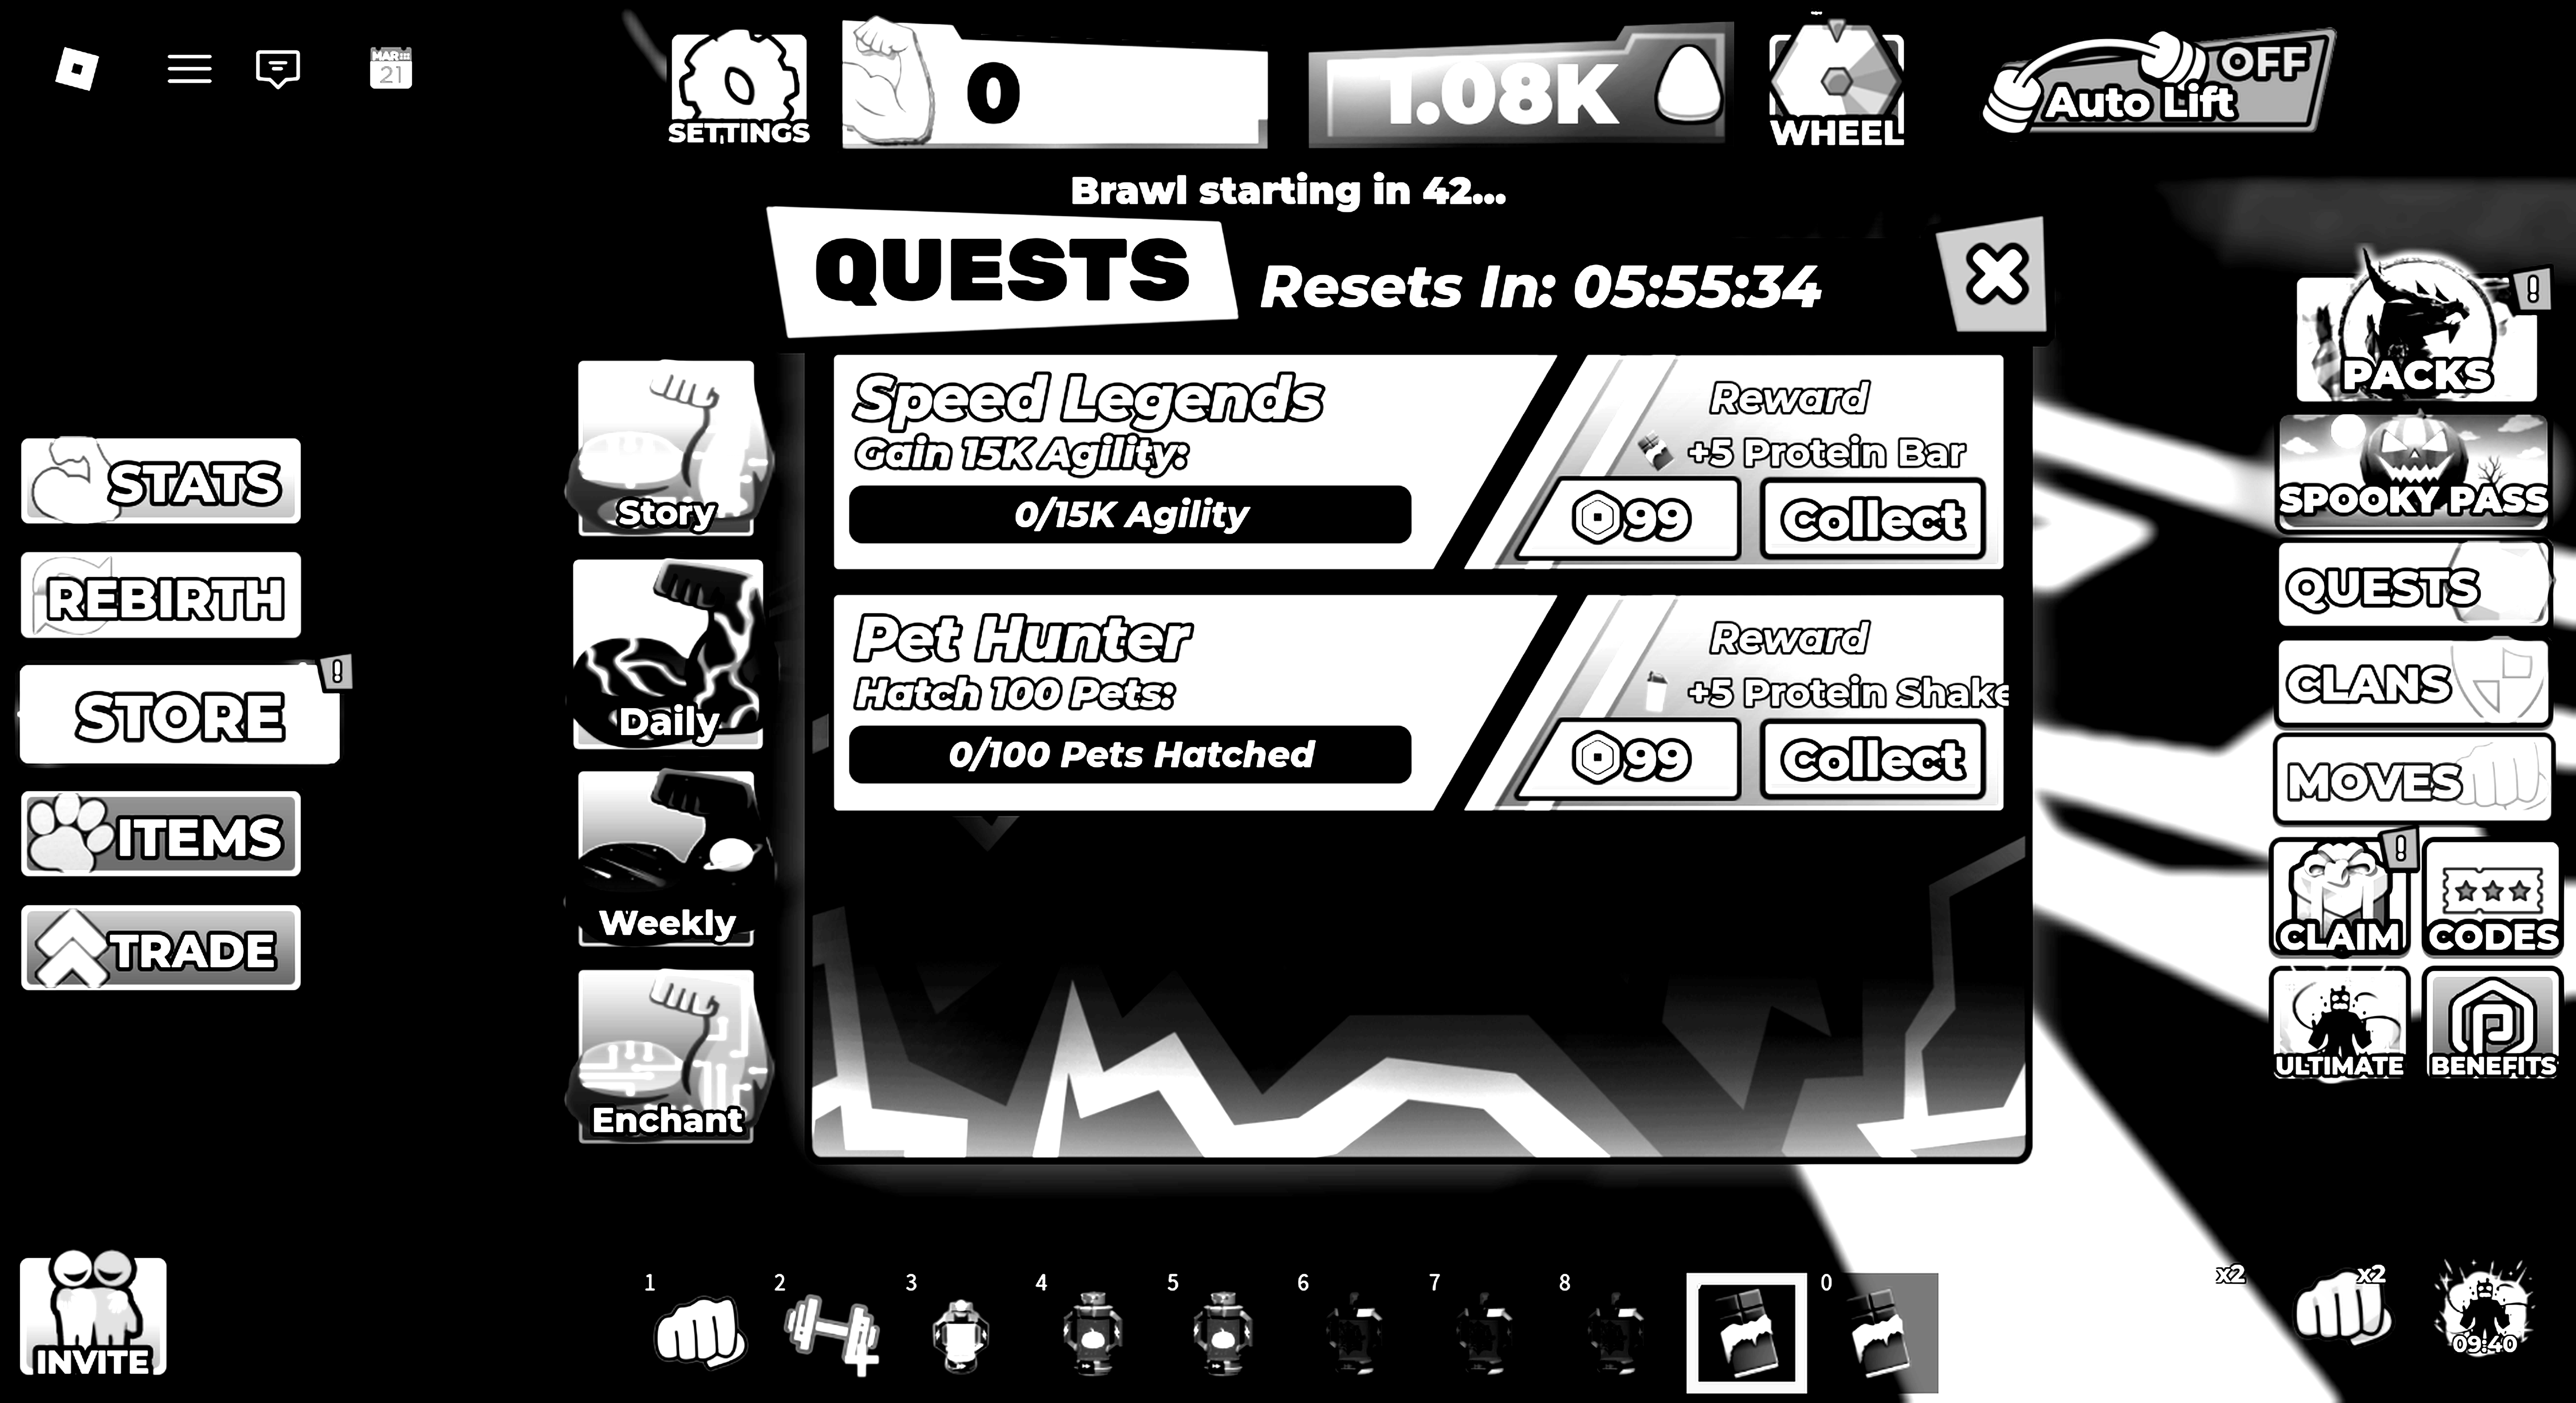 MAR
21
SETTINGS
0
1.08K
WHEEL
OFF
Auto Lift
Brawl starting in 42...
QUESTS
Resets In: 05:55:34
STATS
REBIRTH
!
STORE
ITEMS
TRADE
Story
Daily
Weekly
Enchant
Speed Legends
Gain 15K Agility:
0/15K Agility
Reward
+5 Protein Bar
99
Collect
Pet Hunter
Hatch 100 Pets:
0/100 Pets Hatched
Reward
+5 Protein Shake
99
Collect
!
PACKS
SPOOKY PASS
QUESTS
CLANS
MOVES
!
CLAIM
CODES
ULTIMATE
BENEFITS
INVITE
1
2
3
4
5
6
7
8
0
x2
x2
09:40